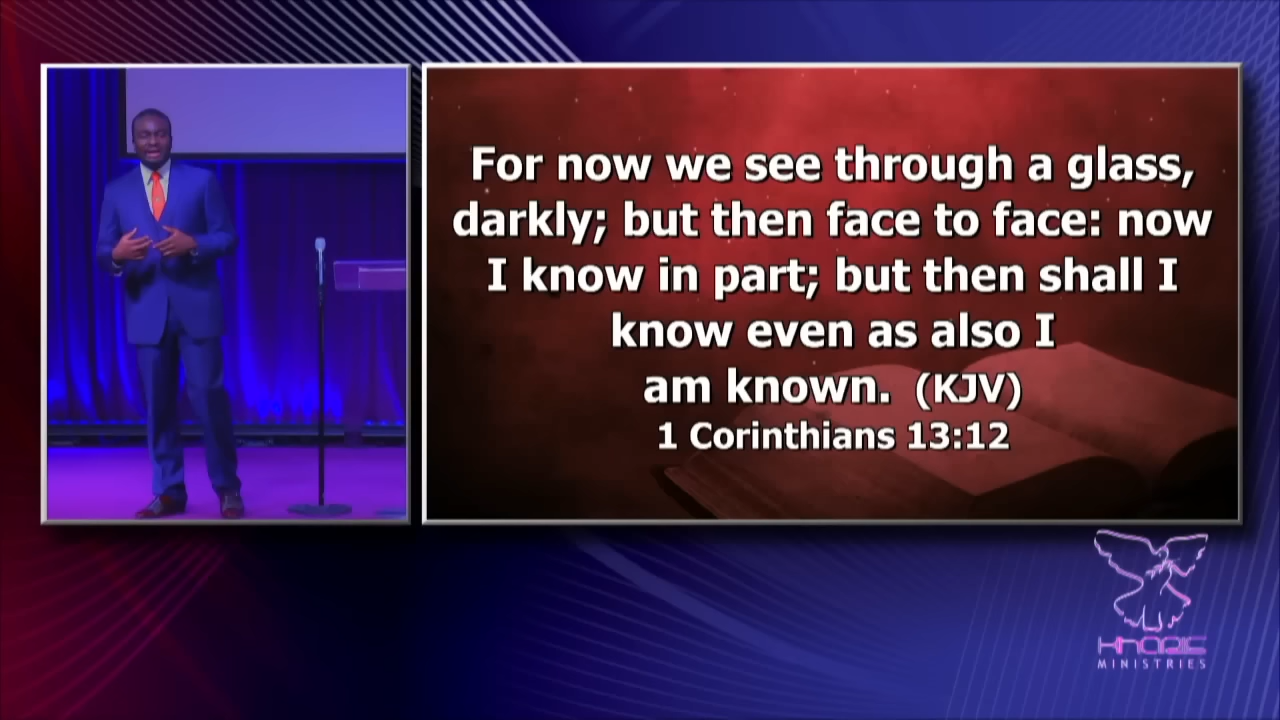 For now we see through a glass,
darkly; but then face to face: now
I know in part; but then shall I
know even as also I
am known. (KJV)
1 Corinthians 13:12
KHARIS
MINISTRIES